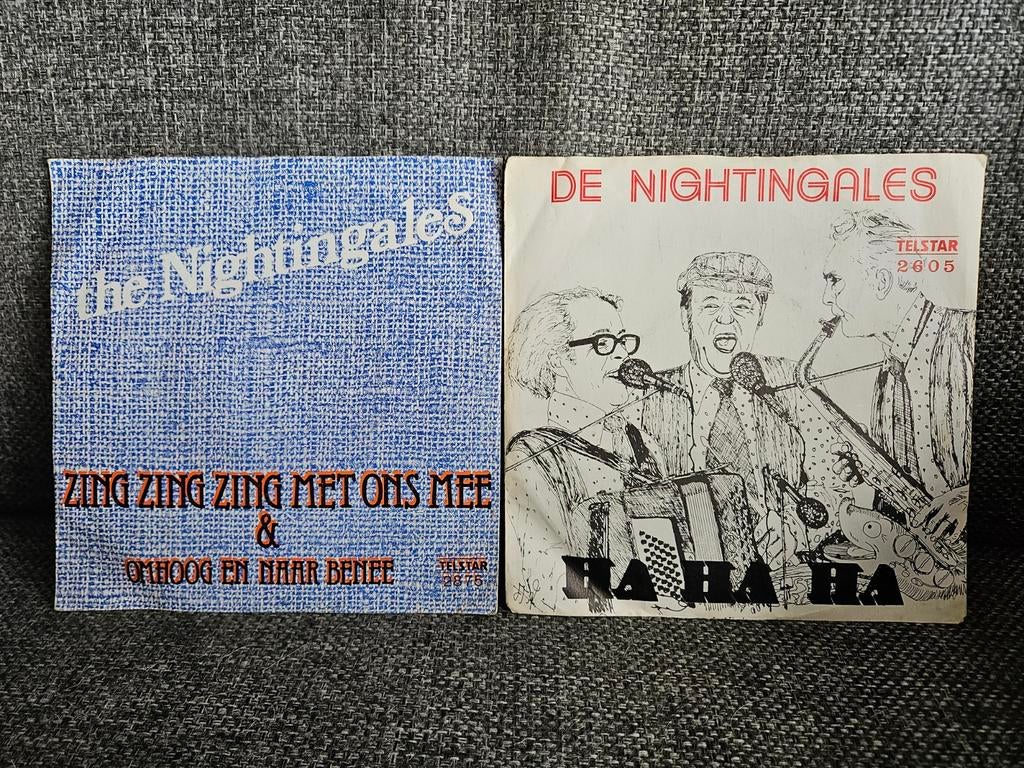 the Nightingales
ZING ZING ZING MET ONS MEE
&
OMHOOG EN NAAR BENEE
TELSTAR
2875
DE NIGHTINGALES
TELSTAR
2605
HA HA HA